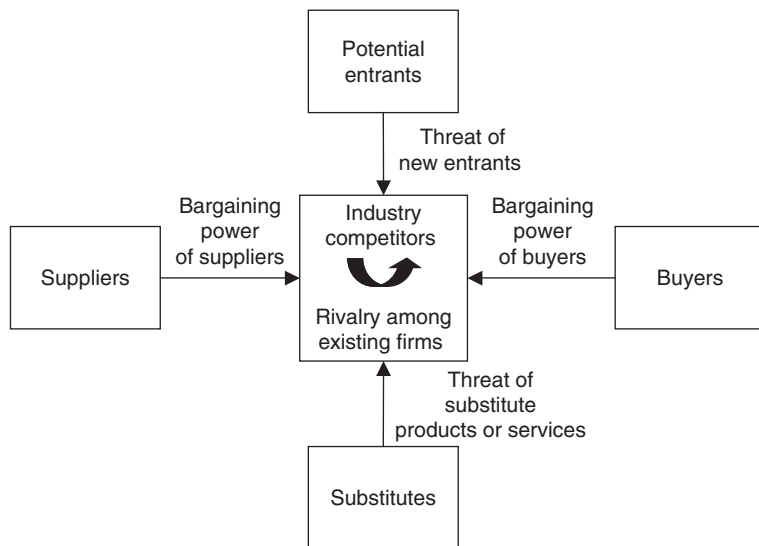 Potential
entrants
Threat of
new entrants
Bargaining
power
of suppliers
Suppliers
Industry
competitors
Rivalry among
existing firms
Bargaining
power
of buyers
Buyers
Threat of
substitute
products or services
Substitutes